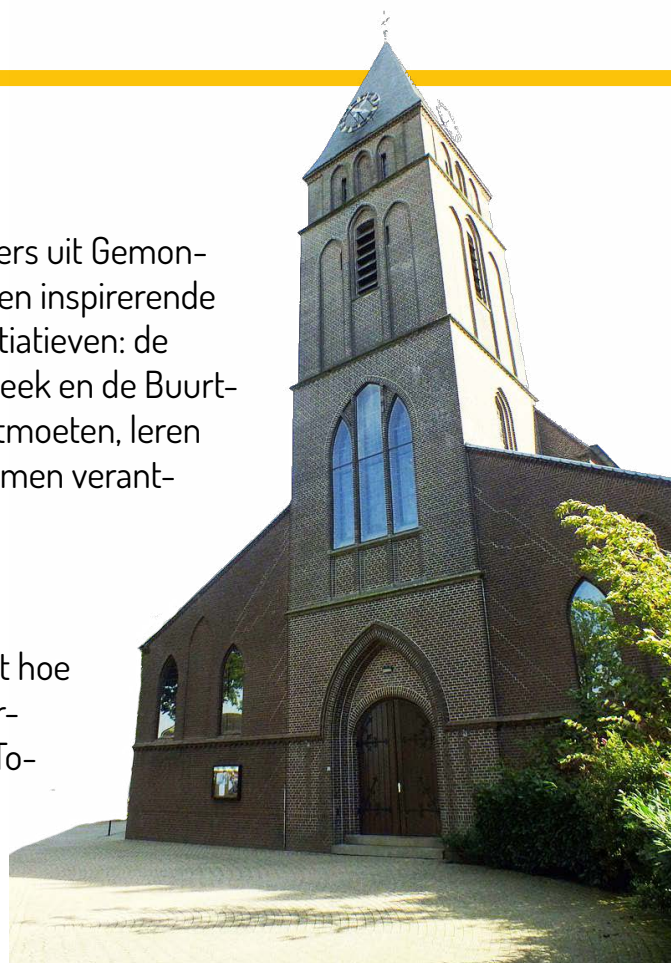 ers uit Gemon-
en inspirerende
tiatieven: de
eek en de Buurt-
tmoeten, leren
men verant-
t hoe
r-
To-